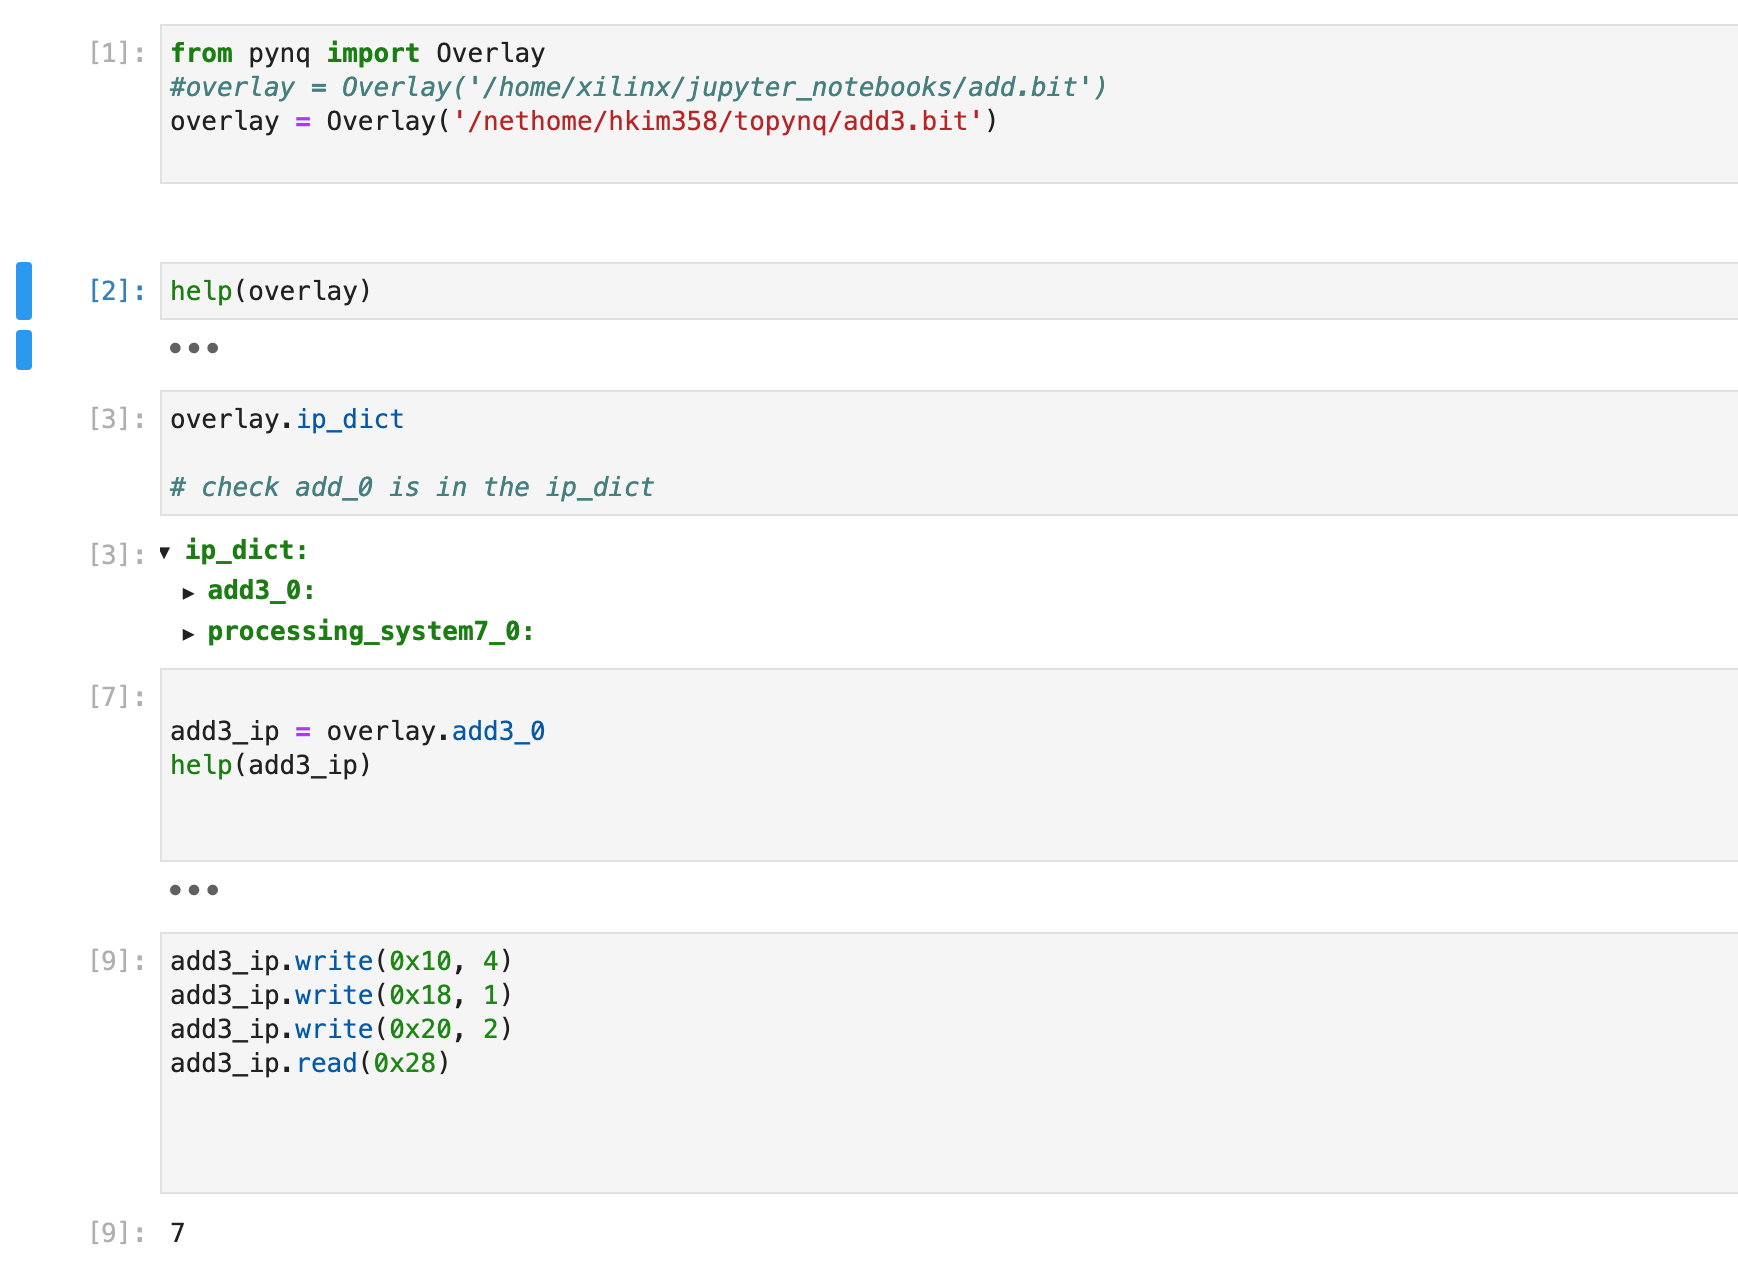 [1]: from pynq import Overlay
#overlay = Overlay('/home/xilinx/jupyter_notebooks/add.bit')
overlay = Overlay('/nethome/hkim358/topynq/add3.bit')
[2]: help(overlay)
•••
[3]: overlay.ip_dict
# check add_0 is in the ip_dict
[3]: ▼ ip_dict:
▶ add3_0:
▶ processing_system7_0:
[7]:
add3_ip = overlay.add3_0
help(add3_ip)
•••
[9]: add3_ip.write(0x10, 4)
add3_ip.write(0x18, 1)
add3_ip.write(0x20, 2)
add3_ip.read(0x28)
[9]: 7